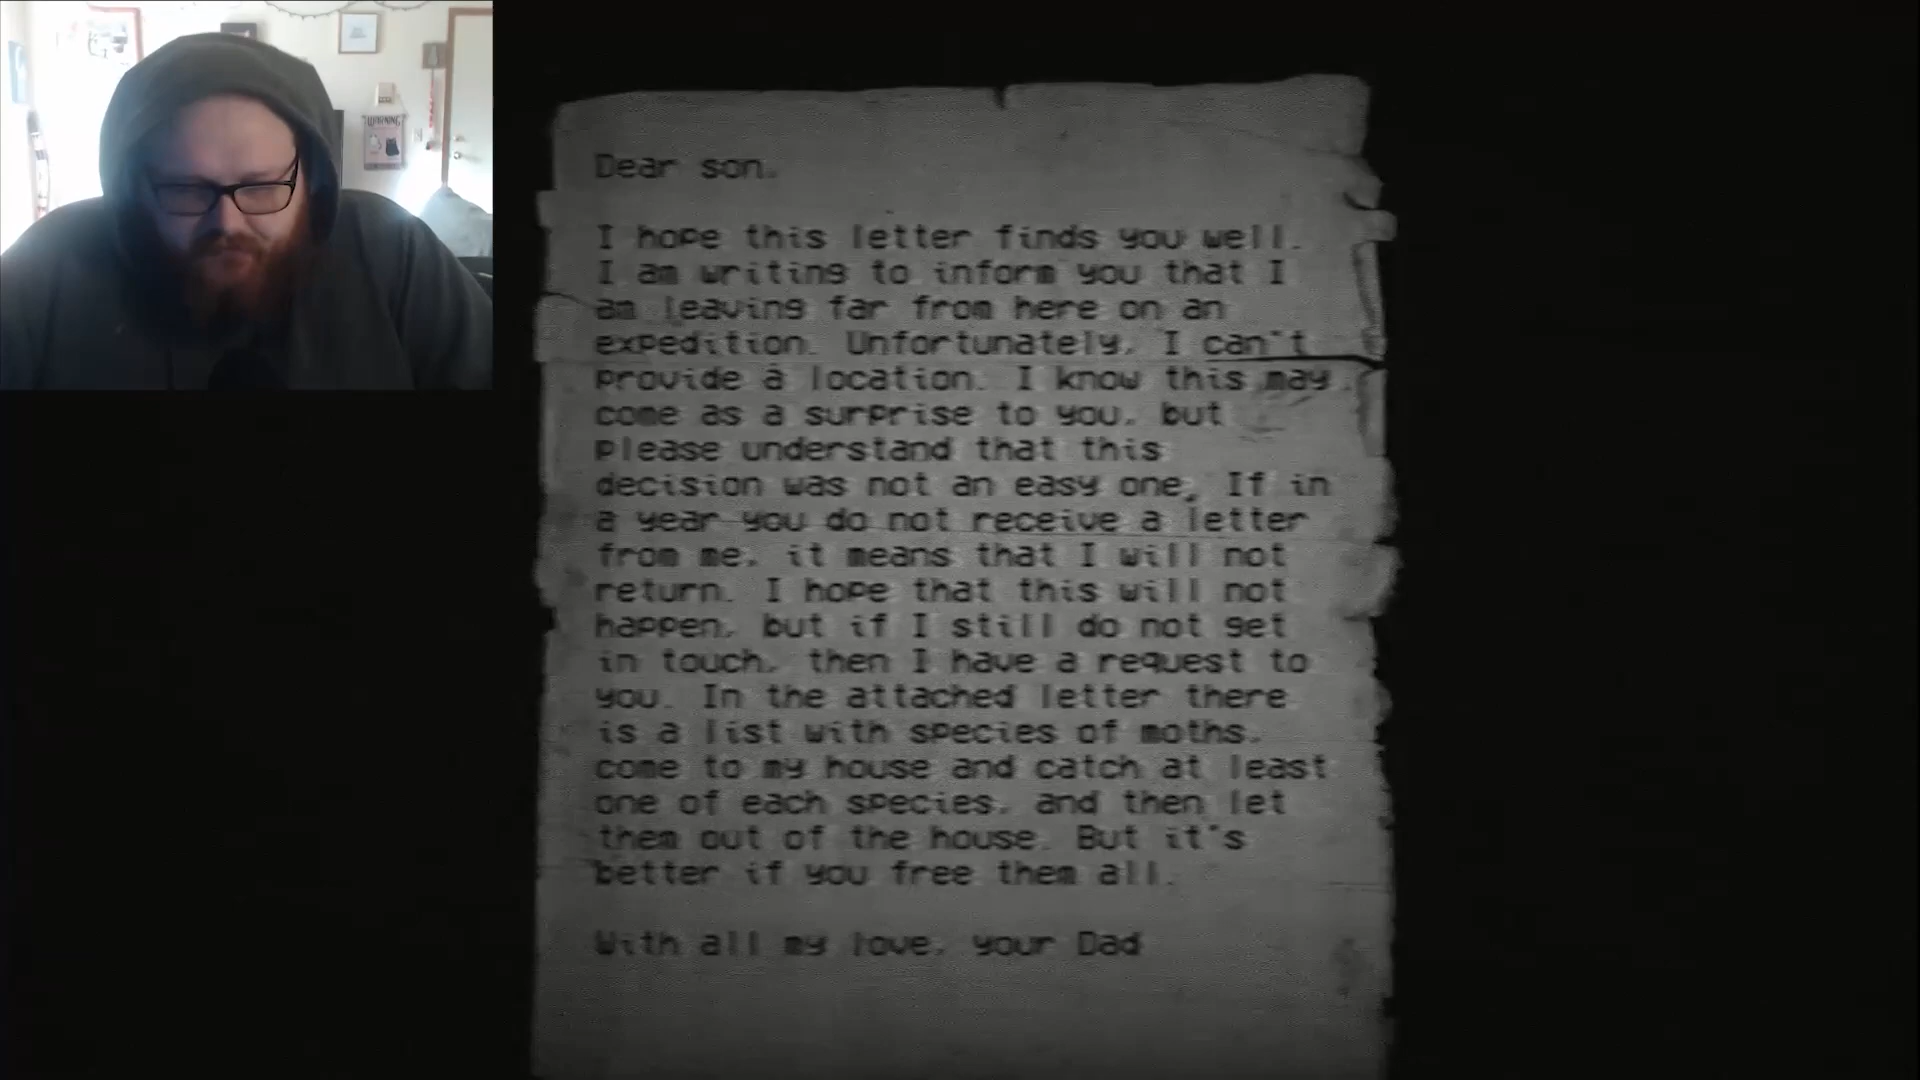 WARNING
Dear son,
I hope this letter finds you well.
I am writing to inform you that I
am leaving far from here on an
expedition. Unfortunately, I can't
provide a location. I know this may
come as a surprise to you, but
please understand that this
decision was not an easy one. If in
a year you do not receive a letter
from me, it means that I will not
return. I hope that this will not
happen, but if I still do not get
in touch, then I have a request to
you. In the attached letter there
is a list with species of moths,
come to my house and catch at least
one of each species, and then let
them out of the house. But it's
better if you free them all.
With all my love, your Dad